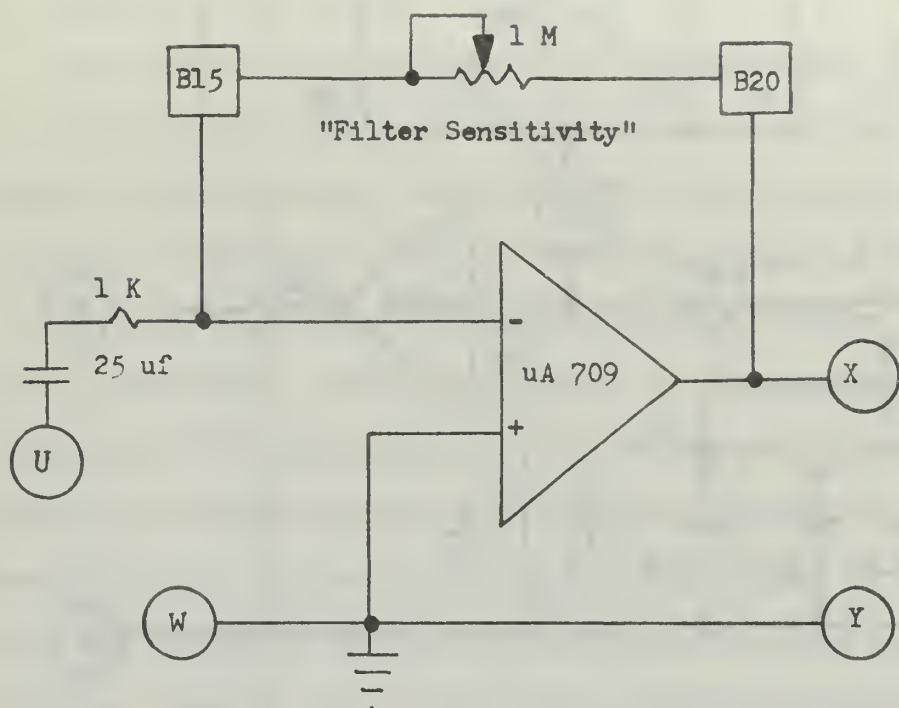 1 M
B15
B20
"Filter Sensitivity"
1 K
-
25 uf
uA 709
X
+
U
W
Y